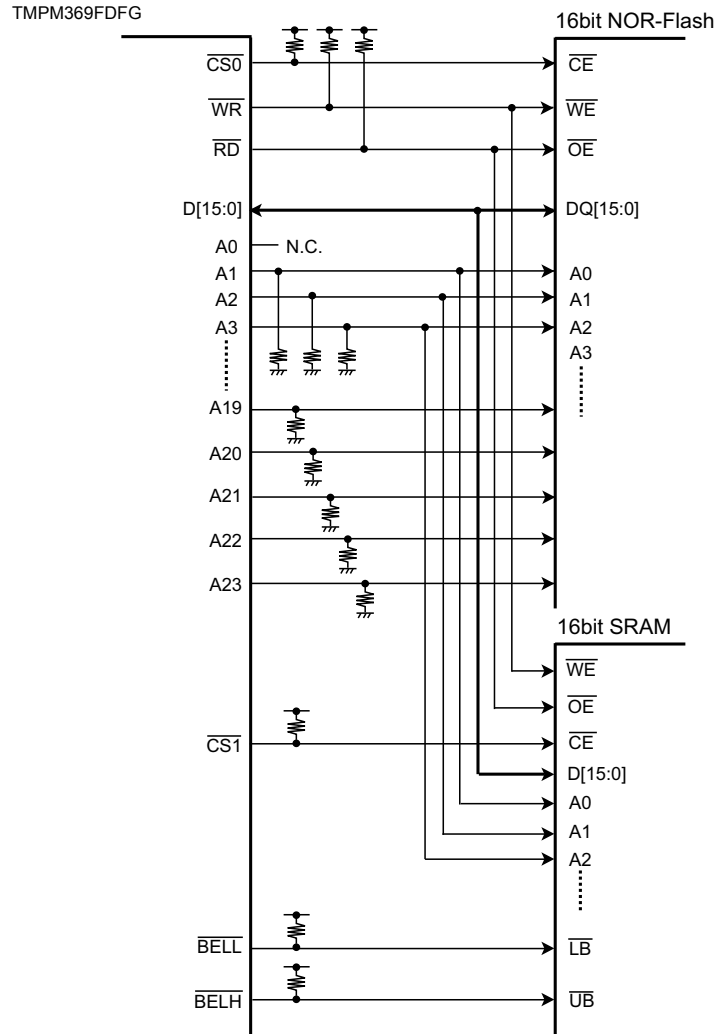 TMPM369FDFG
16bit NOR-Flash
CS0
CE
WR
WE
RD
OE
D[15:0]
DQ[15:0]
A0
N.C.
A1
A0
A2
A1
A3
A2
A3
A19
A20
A21
A22
A23
16bit SRAM
WE
OE
CS1
CE
D[15:0]
A0
A1
A2
BELL
LB
BELH
UB